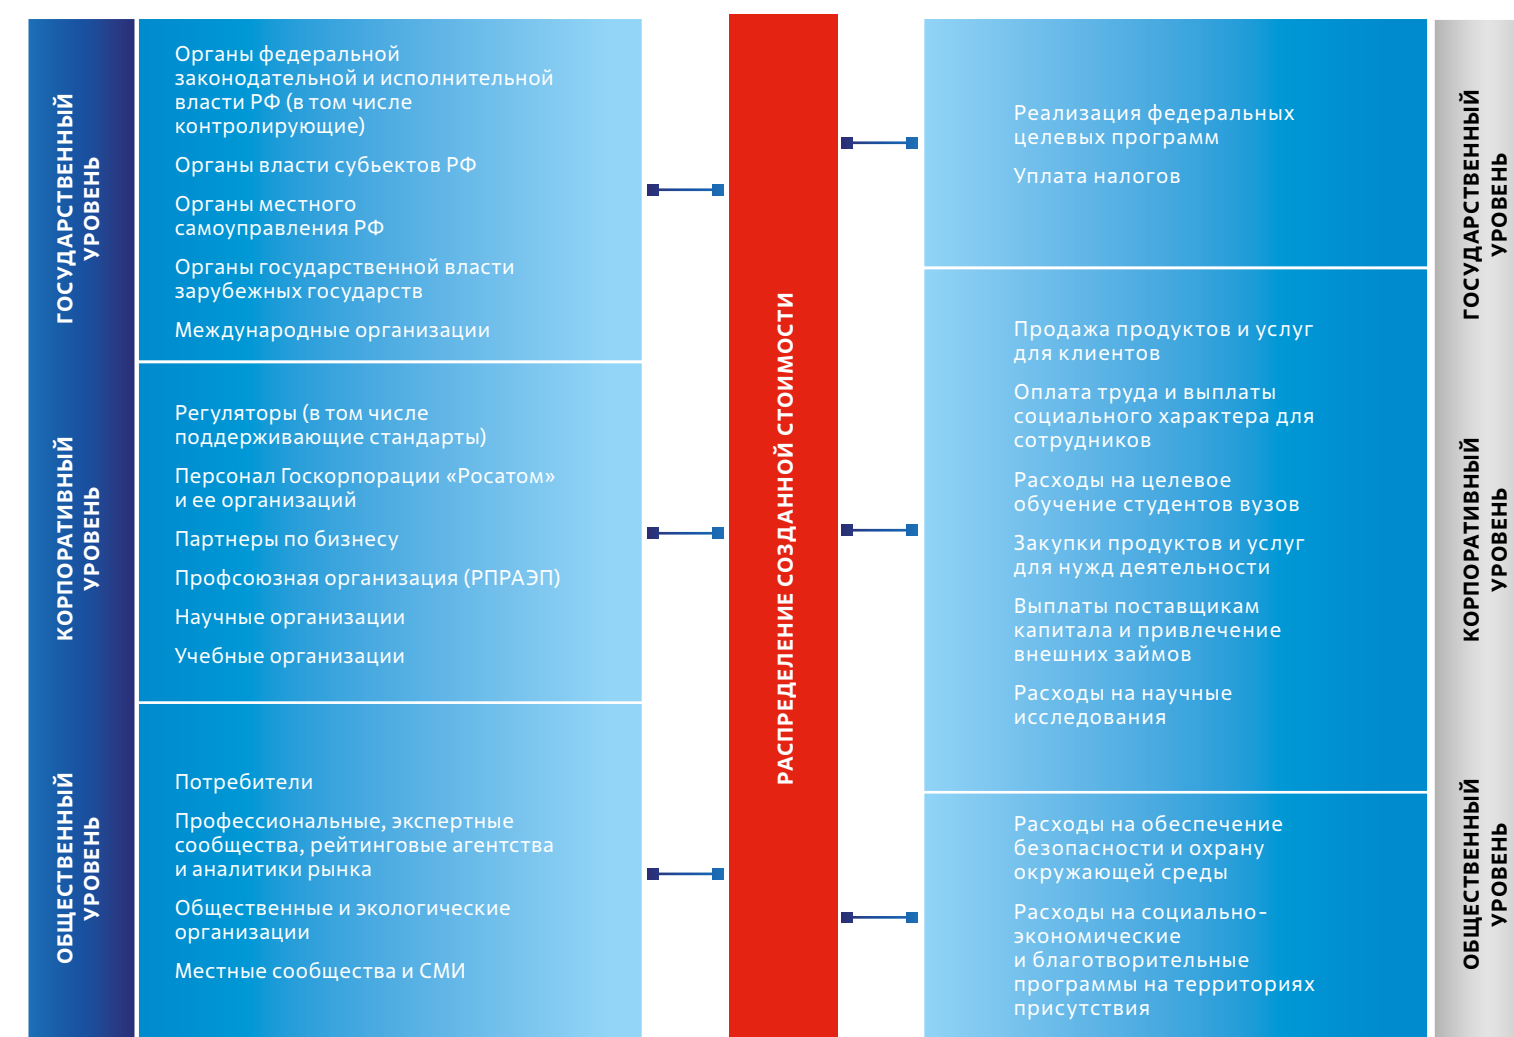 ГОСУДАРСТВЕННЫЙ
УРОВЕНЬ
Органы федеральной
законодательной и исполнительной
власти РФ (в том числе
контролирующие)
Органы власти субьектов РФ
Органы местного
самоуправления РФ
Органы государственной власти
зарубежных государств
Международные организации
КОРПОРАТИВНЫЙ
УРОВЕНЬ
Регуляторы (в том числе
поддерживающие стандарты)
Персонал Госкорпорации «Росатом»
и ее организаций
Партнеры по бизнесу
Профсоюзная организация (РПРАЭП)
Научные организации
Учебные организации
ОБЩЕСТВЕННЫЙ
УРОВЕНЬ
Потребители
Профессиональные, экспертные
сообщества, рейтинговые агентства
и аналитики рынка
Общественные и экологические
организации
Местные сообщества и СМИ
РАСПРЕДЕЛЕНИЕ СОЗДАННОЙ СТОИМОСТИ
Реализация федеральных
целевых программ
Уплата налогов
ГОСУДАРСТВЕННЫЙ
УРОВЕНЬ
Продажа продуктов и услуг
для клиентов
Оплата труда и выплаты
социального характера для
сотрудников
Расходы на целевое
обучение студентов вузов
Закупки продуктов и услуг
для нужд деятельности
Выплаты поставщикам
капитала и привлечение
внешних займов
Расходы на научные
исследования
КОРПОРАТИВНЫЙ
УРОВЕНЬ
Расходы на обеспечение
безопасности и охрану
окружающей среды
Расходы на социально-
экономические
и благотворительные
программы на территориях
присутствия
ОБЩЕСТВЕННЫЙ
УРОВЕНЬ